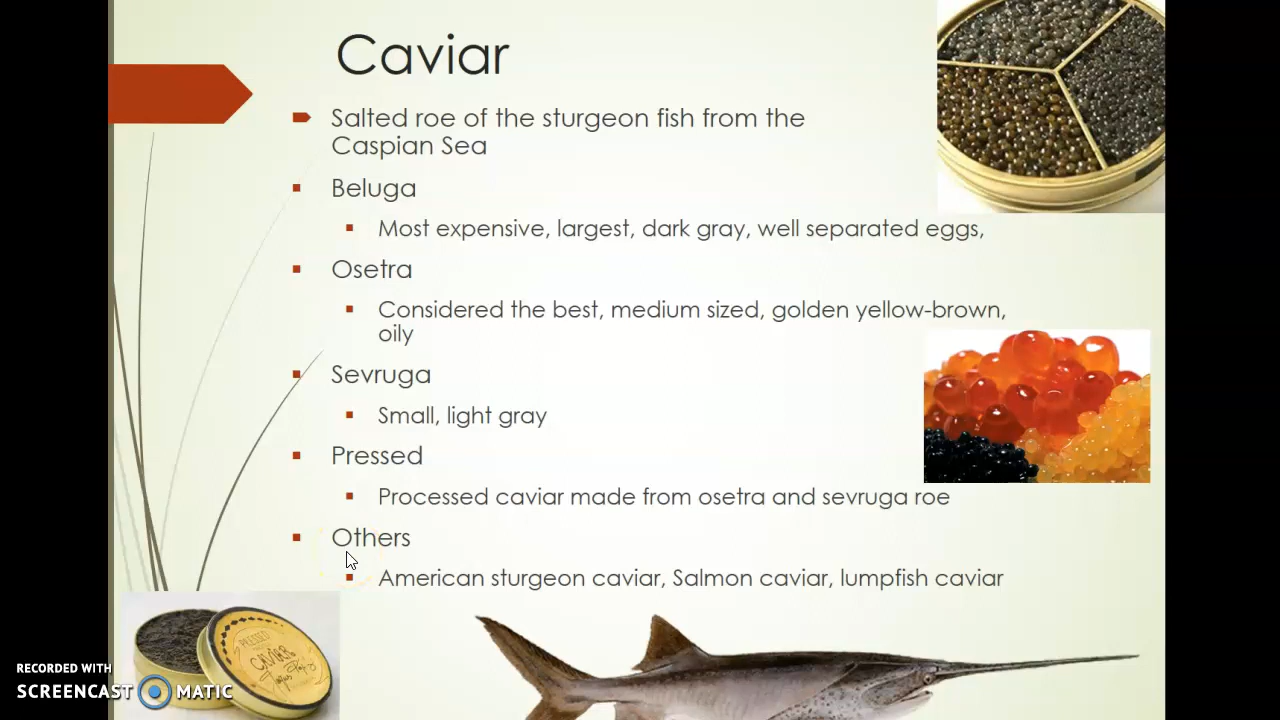 Caviar
Salted roe of the sturgeon fish from the
Caspian Sea
Beluga
Most expensive, largest, dark gray, well separated eggs,
Osetra
Considered the best, medium sized, golden yellow-brown,
oily
Sevruga
Small, light gray
Pressed
Processed caviar made from osetra and sevruga roe
Others
American sturgeon caviar, Salmon caviar, lumpfish caviar
PRESSED
CAVIAR
RECORDED WITH
SCREENCAST MATIC